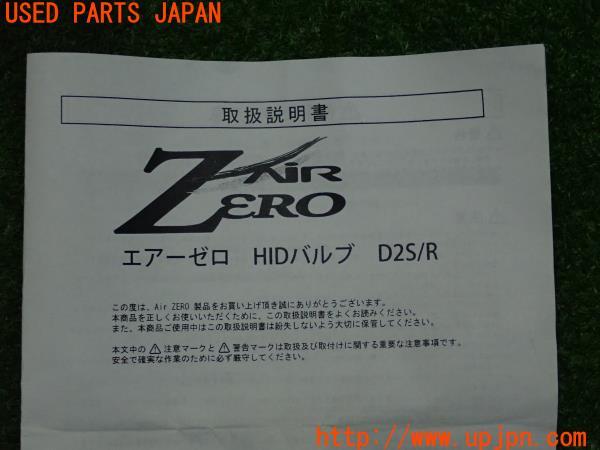 USED PARTS JAPAN
取扱説明書
AiR
ZERO
エアーゼロ HIDバルブ D2S/R
この度は、Air ZERO 製品をお買い上げ頂き誠にありがとうございます。
本商品を正しくお使いいただくために、この取扱説明書をよくお読みください。
また、本商品ご使用中はこの取扱説明書は紛失しないよう大切に保管してください。
本文中の⚠注意マークと⚠警告マークは取扱及び取付けに関する重要な注意事項です。
安全で確実な作業のために必ず厳守してください。
http://www.upjpn.com